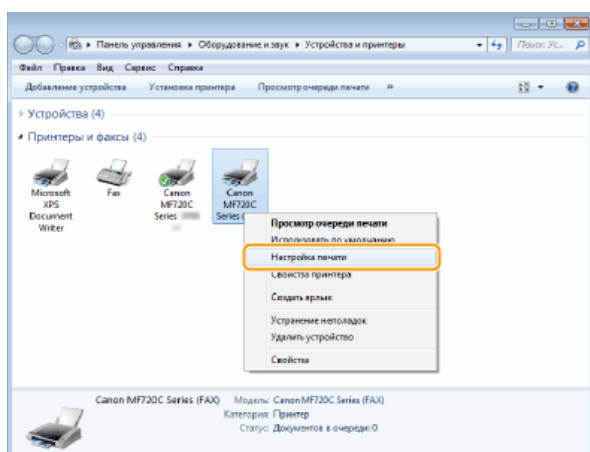 Панель управления ▸ Оборудование и звук ▸ Устройства и принтеры
Поиск: Ус...
Файл Правка Вид Сервис Справка
Добавление устройства Установка принтера Просмотр очереди печати »
Устройства (4)
Принтеры и факсы (4)
Microsoft XPS Document Writer
Fax
Canon MF720C Series
Canon MF720C Series
Просмотр очереди печати
Использовать по умолчанию
Настройка печати
Свойства принтера
Создать ярлык
Устранение неполадок
Удалить устройство
Свойства
Canon MF720C Series (FAX) Модель: Canon MF720C Series (FAX)
Категория: Принтер
Статус: Документов в очереди: 0